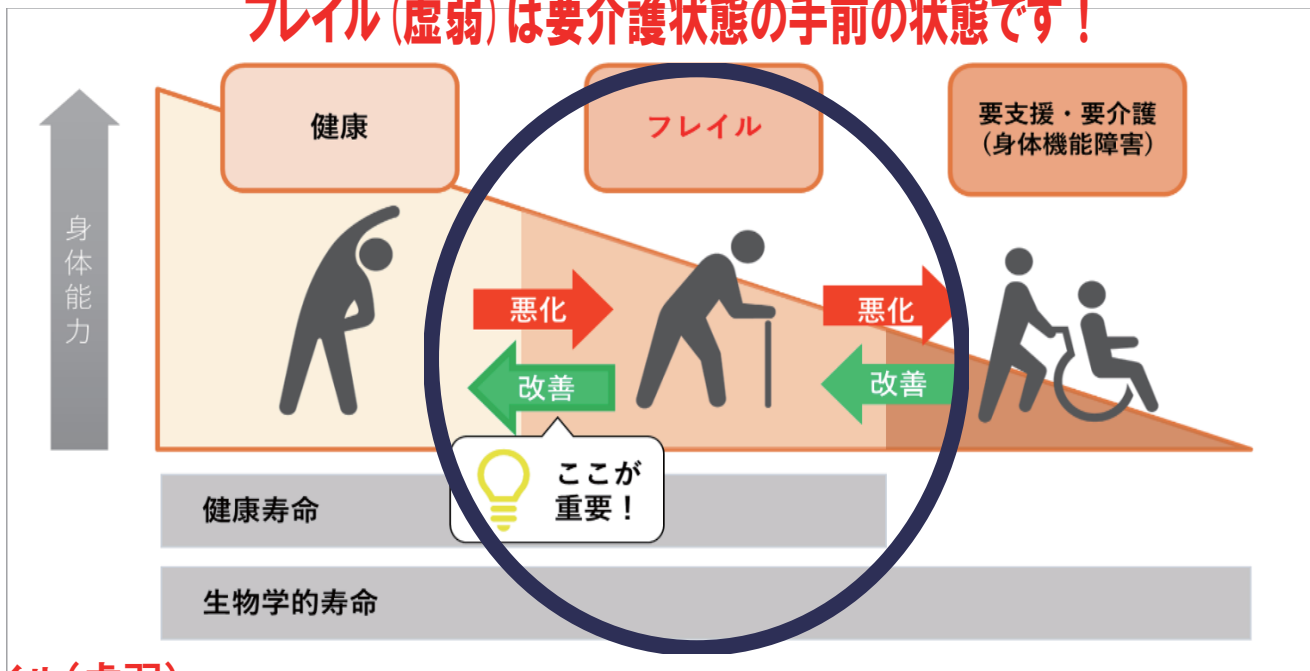 フレイル(虚弱)は要介護状態の手前の状態です！
健康
フレイル
要支援・要介護
(身体機能障害)
身体能力
悪化
悪化
改善
改善
ここが
重要！
健康寿命
生物学的寿命
(虚弱)